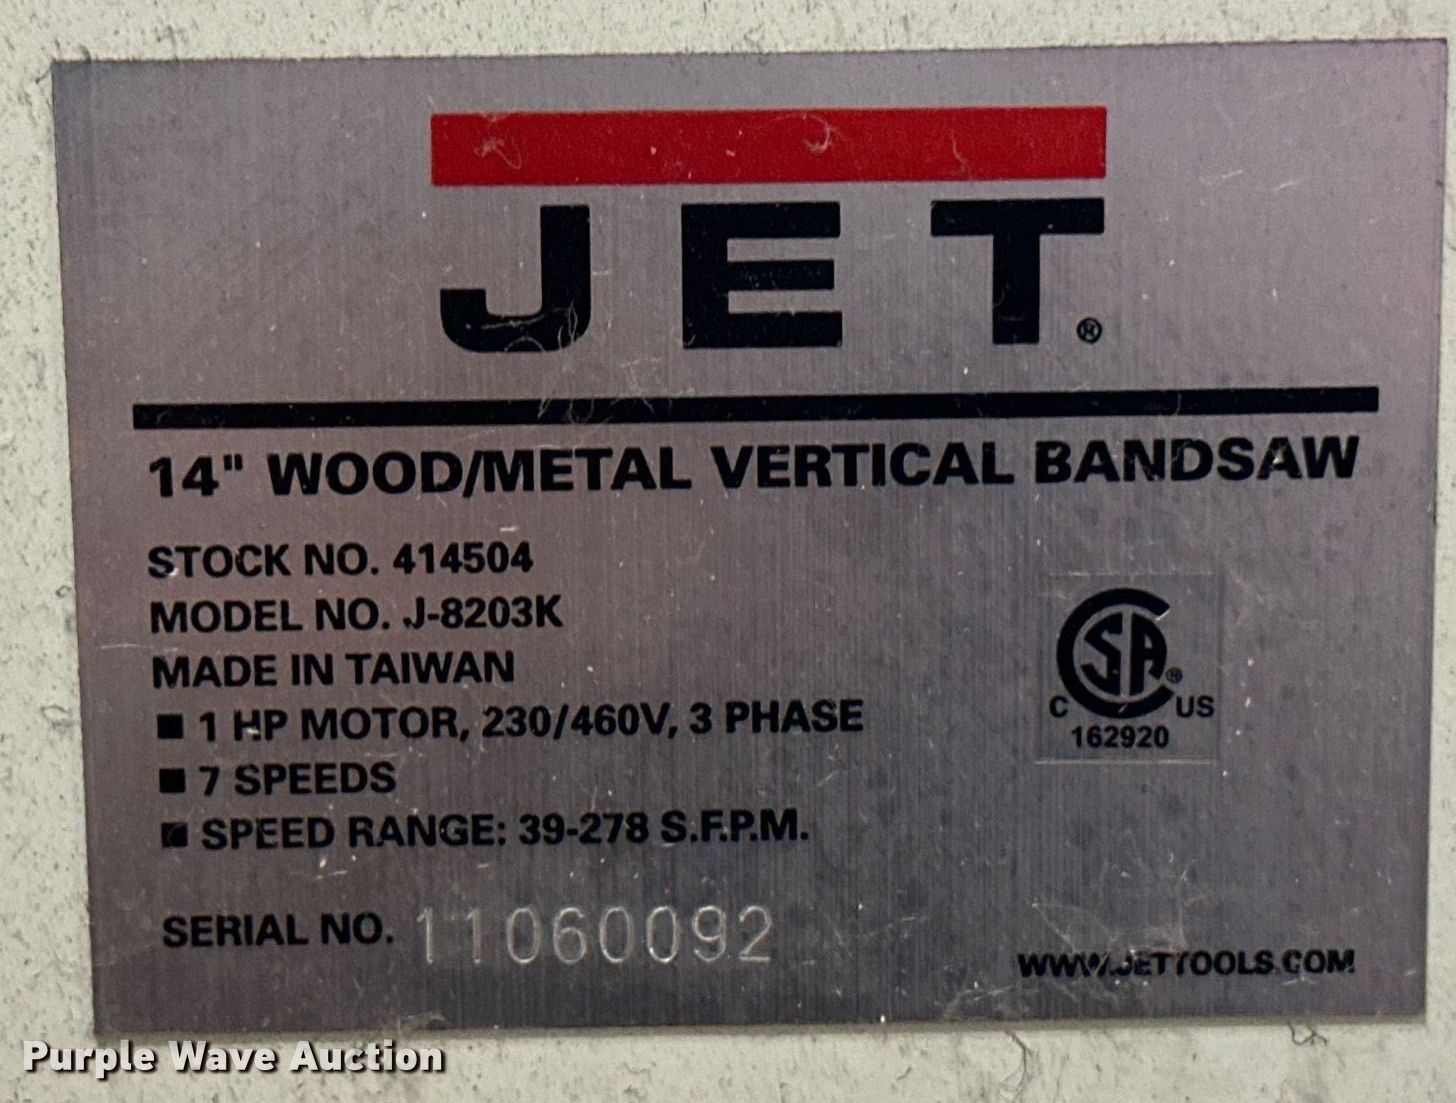 JET®
14" WOOD/METAL VERTICAL BANDSAW
STOCK NO. 414504
MODEL NO. J-8203K
MADE IN TAIWAN
■ 1 HP MOTOR, 230/460V, 3 PHASE
■ 7 SPEEDS
■ SPEED RANGE: 39-278 S.F.P.M.
SERIAL NO. 11060092
CSA®
C US
162920
WWW.JETTOOLS.COM
Purple Wave Auction